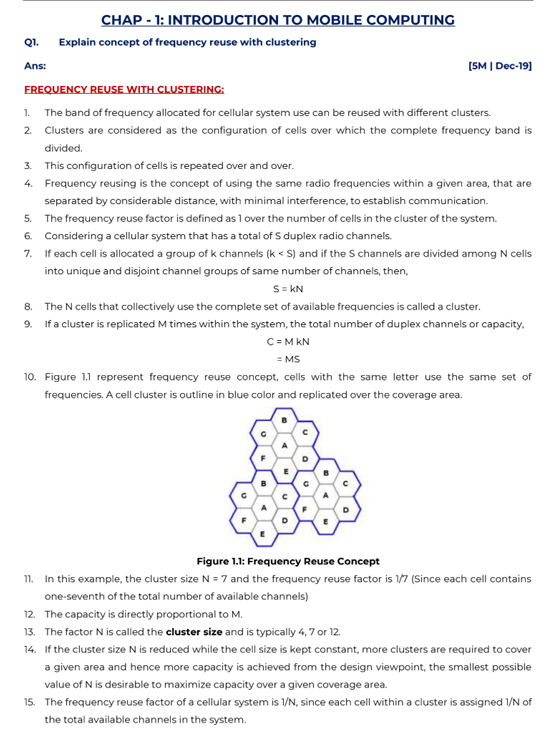 CHAP - 1: INTRODUCTION TO MOBILE COMPUTING
Q1. Explain concept of frequency reuse with clustering
Ans: [5M | Dec-19]
FREQUENCY REUSE WITH CLUSTERING:
1. The band of frequency allocated for cellular system use can be reused with different clusters.
2. Clusters are considered as the configuration of cells over which the complete frequency band is
divided.
3. This configuration of cells is repeated over and over.
4. Frequency reusing is the concept of using the same radio frequencies within a given area, that are
separated by considerable distance, with minimal interference, to establish communication.
5. The frequency reuse factor is defined as 1 over the number of cells in the cluster of the system.
6. Considering a cellular system that has a total of S duplex radio channels.
7. If each cell is allocated a group of k channels (k < S) and if the S channels are divided among N cells
into unique and disjoint channel groups of same number of channels, then,
S = kN
8. The N cells that collectively use the complete set of available frequencies is called a cluster.
9. If a cluster is replicated M times within the system, the total number of duplex channels or capacity,
C = M kN
= MS
10. Figure 1.1 represent frequency reuse concept, cells with the same letter use the same set of
frequencies. A cell cluster is outline in blue color and replicated over the coverage area.
B
G C
A
F D
E B
B G C
G C A
A F D
F D E
E
Figure 1.1: Frequency Reuse Concept
11. In this example, the cluster size N = 7 and the frequency reuse factor is 1/7 (Since each cell contains
one-seventh of the total number of available channels)
12. The capacity is directly proportional to M.
13. The factor N is called the cluster size and is typically 4, 7 or 12.
14. If the cluster size N is reduced while the cell size is kept constant, more clusters are required to cover
a given area and hence more capacity is achieved from the design viewpoint, the smallest possible
value of N is desirable to maximize capacity over a given coverage area.
15. The frequency reuse factor of a cellular system is 1/N, since each cell within a cluster is assigned 1/N of
the total available channels in the system.